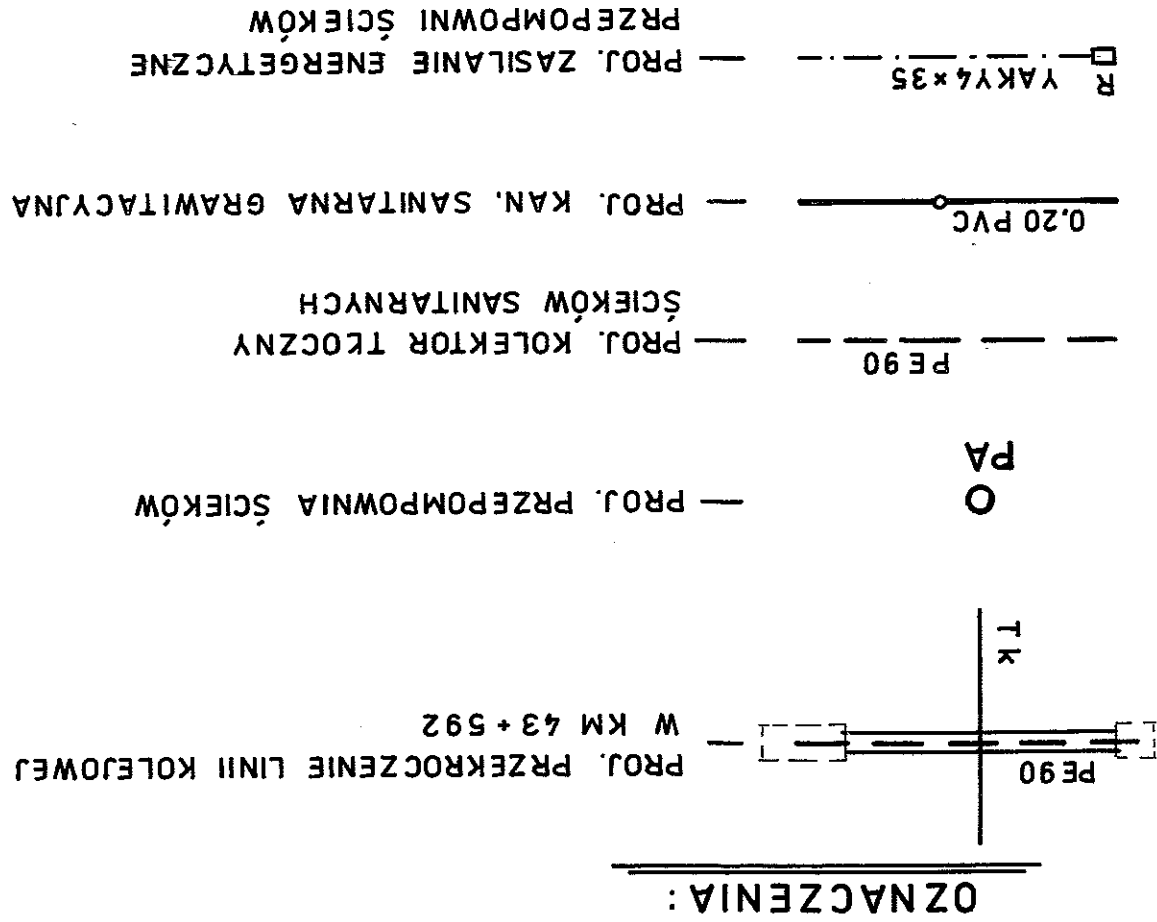 OZNACZENIA:
PE90
— PROJ. PRZEKROCZENIE LINII KOLEJOWEJ
W KM 43+592
Tk
PA
— PROJ. PRZEPOMPOWNIA ŚCIEKÓW
PE90
— PROJ. KOLEKTOR TŁOCZNY
ŚCIEKÓW SANITARNYCH
0,20 PVC
— PROJ. KAN. SANITARNA GRAWITACYJNA
R YAKY4×35
— PROJ. ZASILANIE ENERGETYCZNE
PRZEPOMPOWNI ŚCIEKÓW